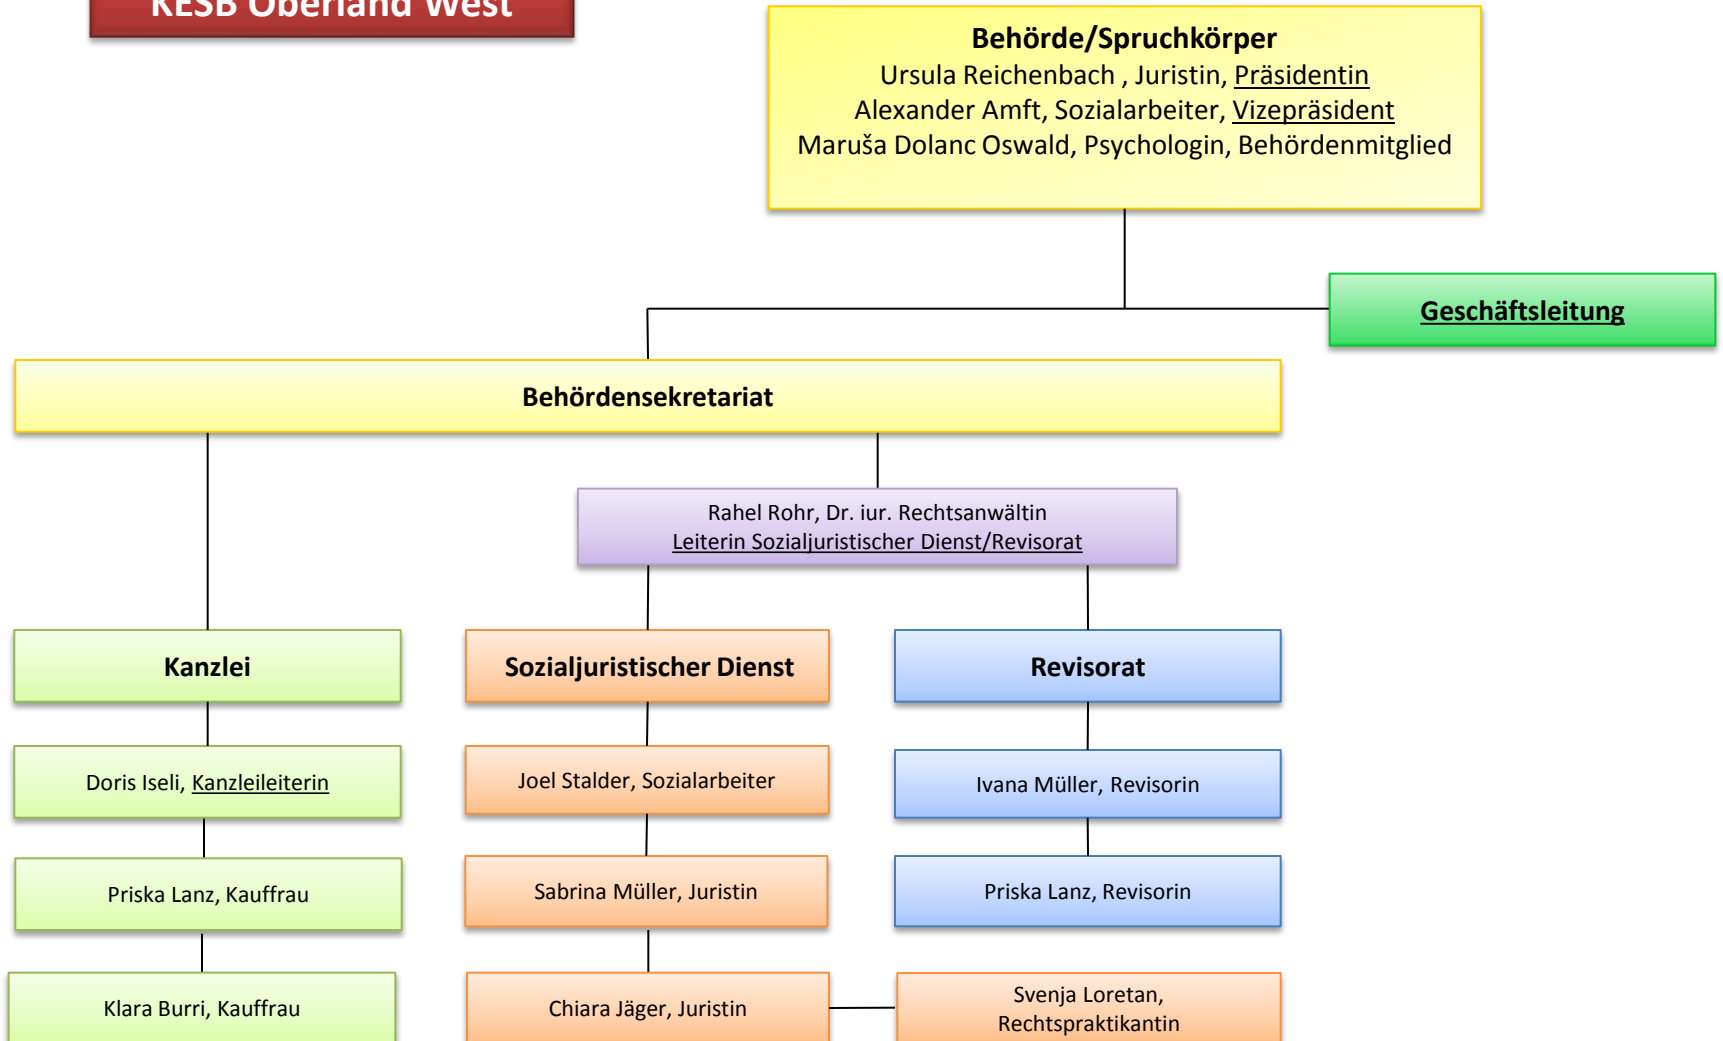 KESB Oberland West
Behörde/Spruchkörper
Ursula Reichenbach , Juristin, Präsidentin
Alexander Amft, Sozialarbeiter, Vizepräsident
Maruša Dolanc Oswald, Psychologin, Behördenmitglied
Geschäftsleitung
Behördensekretariat
Rahel Rohr, Dr. iur. Rechtsanwältin
Leiterin Sozialjuristischer Dienst/Revisorat
Kanzlei
Sozialjuristischer Dienst
Revisorat
Doris Iseli, Kanzleileiterin
Joel Stalder, Sozialarbeiter
Ivana Müller, Revisorin
Priska Lanz, Kauffrau
Sabrina Müller, Juristin
Priska Lanz, Revisorin
Klara Burri, Kauffrau
Chiara Jäger, Juristin
Svenja Loretan,
Rechtspraktikantin